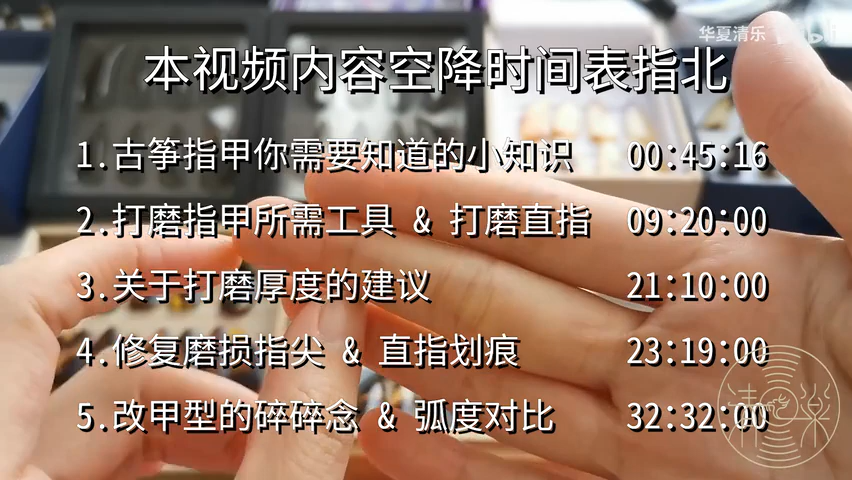 华夏清乐
本视频内容空降时间表指北
1.古筝指甲你需要知道的小知识 00:45:16
2.打磨指甲所需工具 & 打磨直指 09:20:00
3.关于打磨厚度的建议 21:10:00
4.修复磨损指尖 & 直指划痕 23:19:00
5.改甲型的碎碎念 & 弧度对比 32:32:00